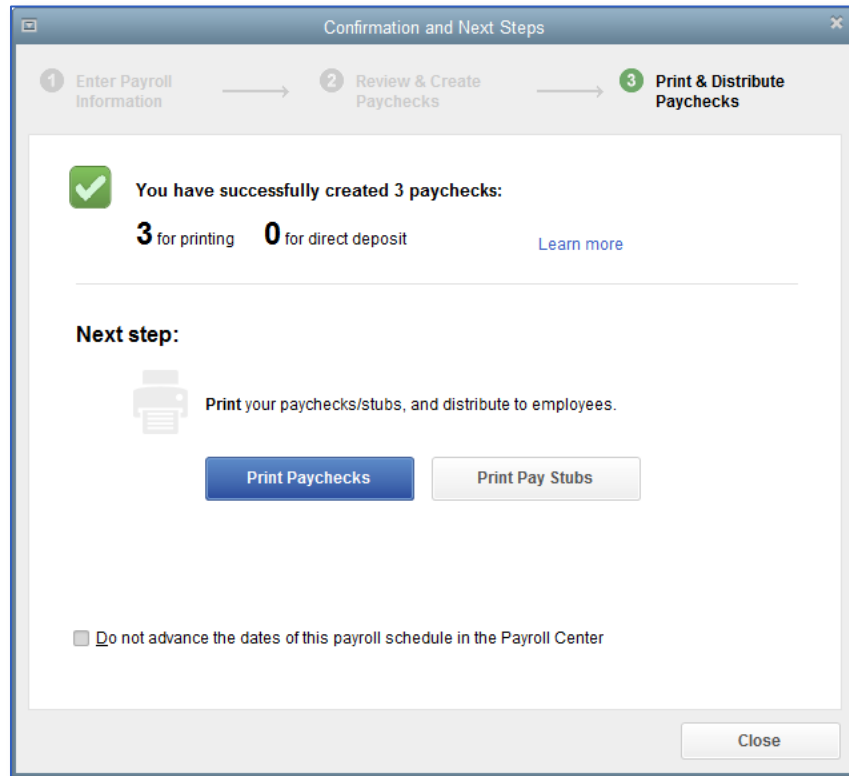 Confirmation and Next Steps
1 Enter Payroll Information
2 Review & Create Paychecks
3 Print & Distribute Paychecks
You have successfully created 3 paychecks:
3 for printing 0 for direct deposit Learn more
Next step:
Print your paychecks/stubs, and distribute to employees.
Print Paychecks Print Pay Stubs
Do not advance the dates of this payroll schedule in the Payroll Center
Close